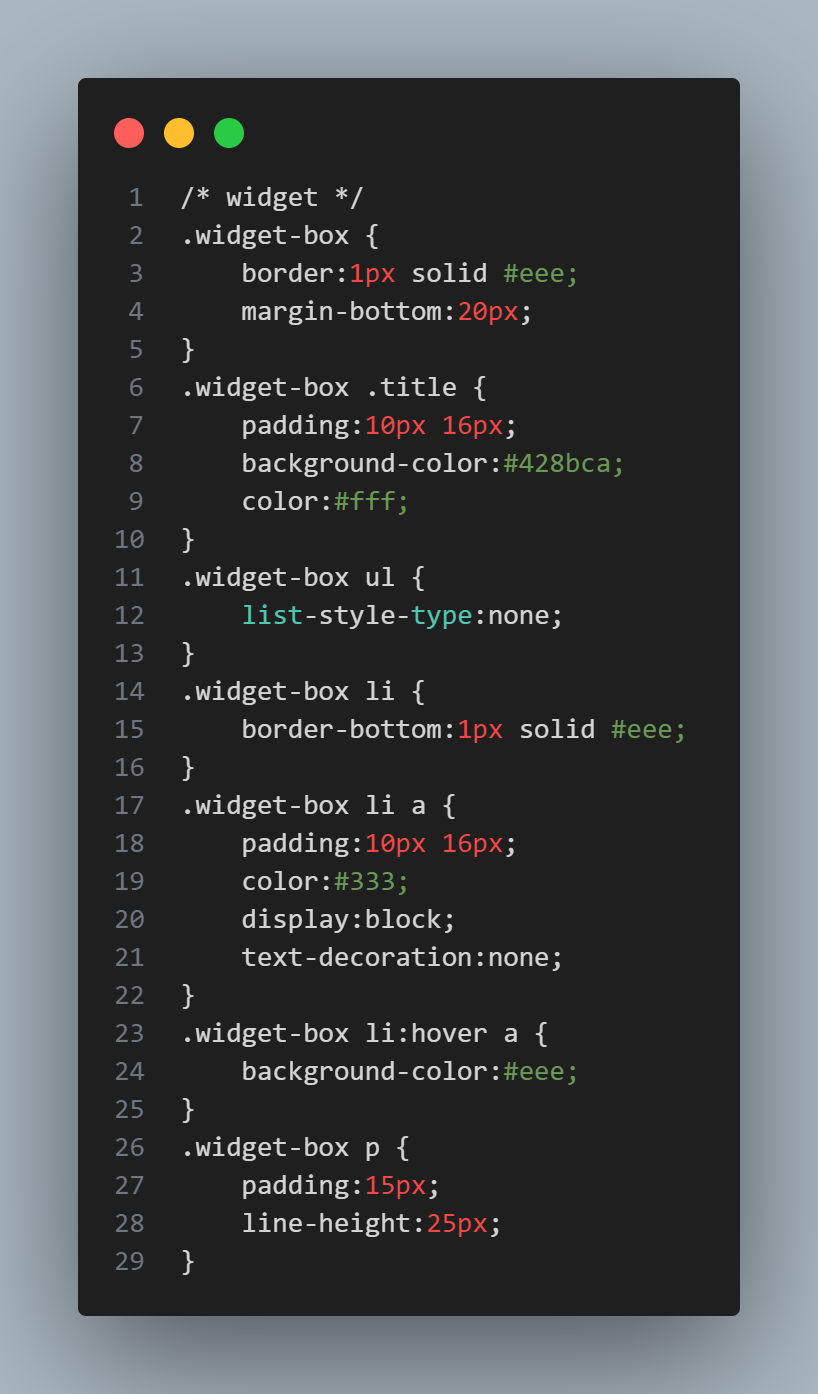 1 /* widget */
2 .widget-box {
3     border:1px solid #eee;
4     margin-bottom:20px;
5 }
6 .widget-box .title {
7     padding:10px 16px;
8     background-color:#428bca;
9     color:#fff;
10 }
11 .widget-box ul {
12     list-style-type:none;
13 }
14 .widget-box li {
15     border-bottom:1px solid #eee;
16 }
17 .widget-box li a {
18     padding:10px 16px;
19     color:#333;
20     display:block;
21     text-decoration:none;
22 }
23 .widget-box li:hover a {
24     background-color:#eee;
25 }
26 .widget-box p {
27     padding:15px;
28     line-height:25px;
29 }